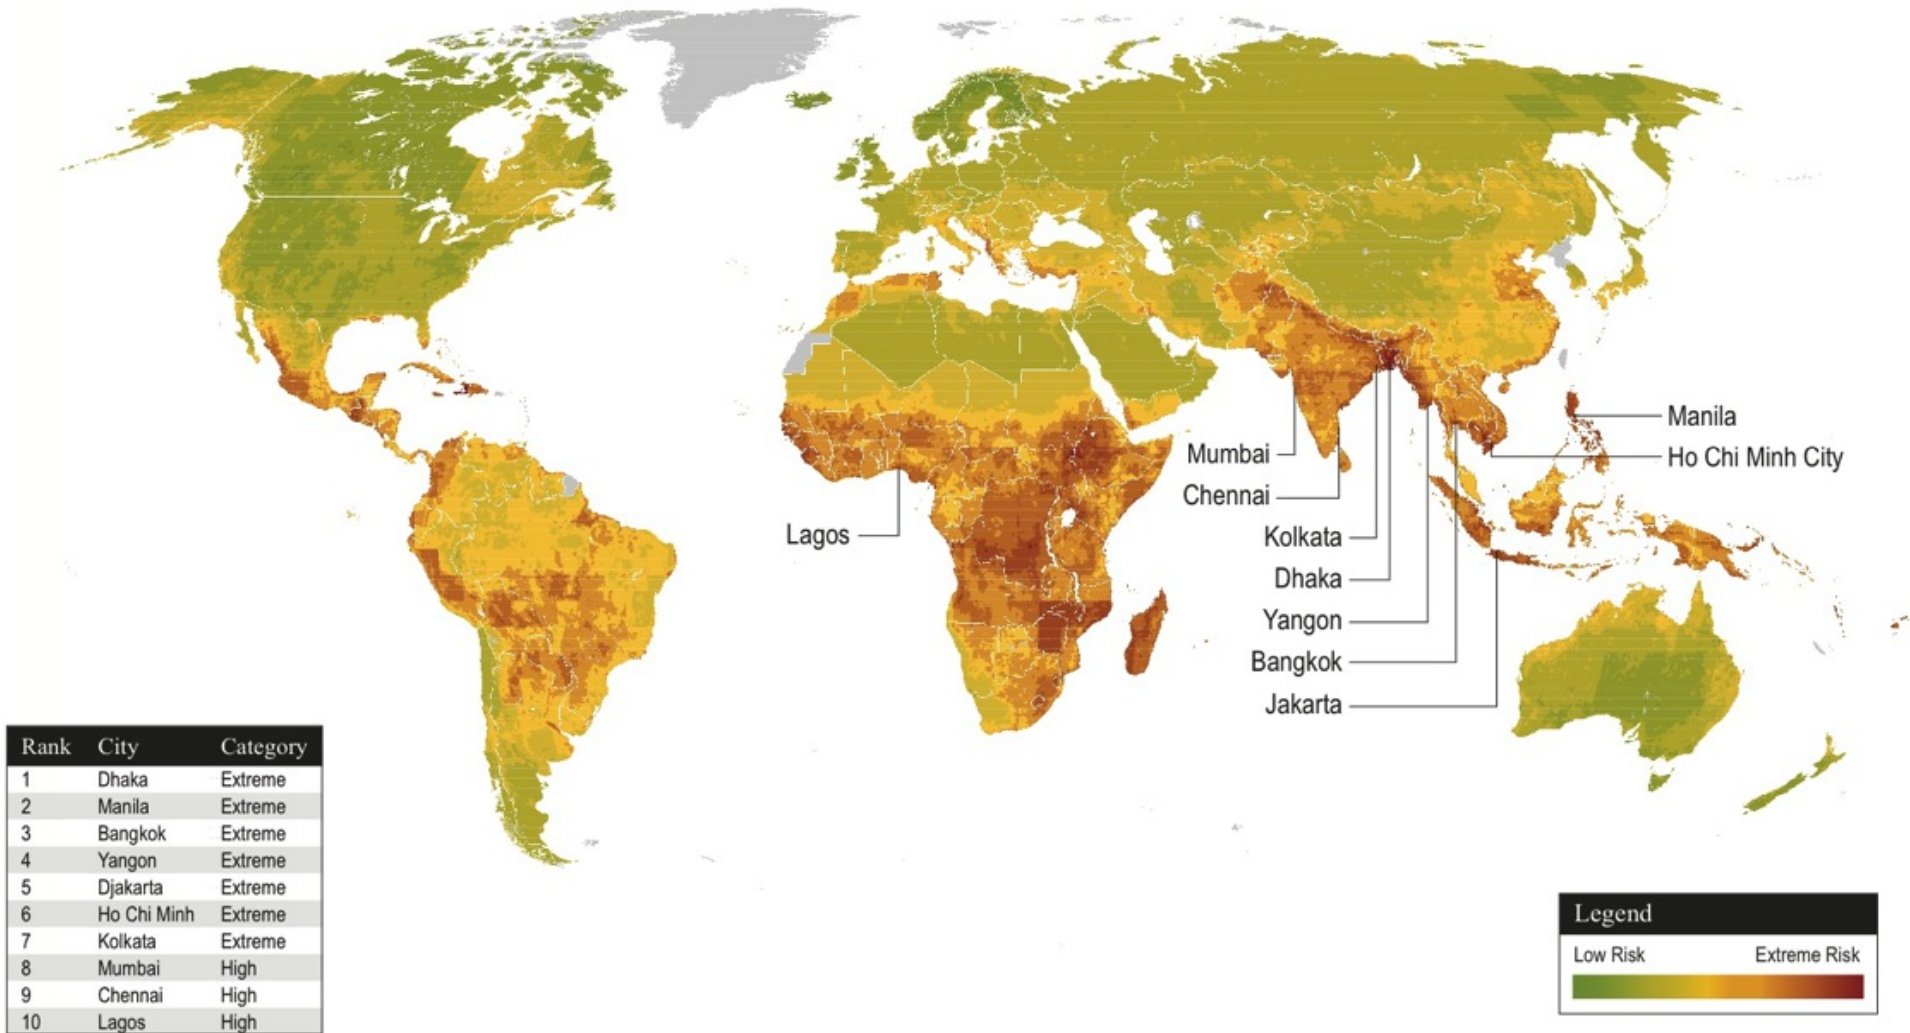 Manila
Ho Chi Minh City
Mumbai
Chennai
Lagos
Kolkata
Dhaka
Yangon
Bangkok
Jakarta
Rank City Category
1 Dhaka Extreme
2 Manila Extreme
3 Bangkok Extreme
4 Yangon Extreme
5 Djakarta Extreme
6 Ho Chi Minh Extreme
7 Kolkata Extreme
8 Mumbai High
9 Chennai High
10 Lagos High
Legend
Low Risk Extreme Risk